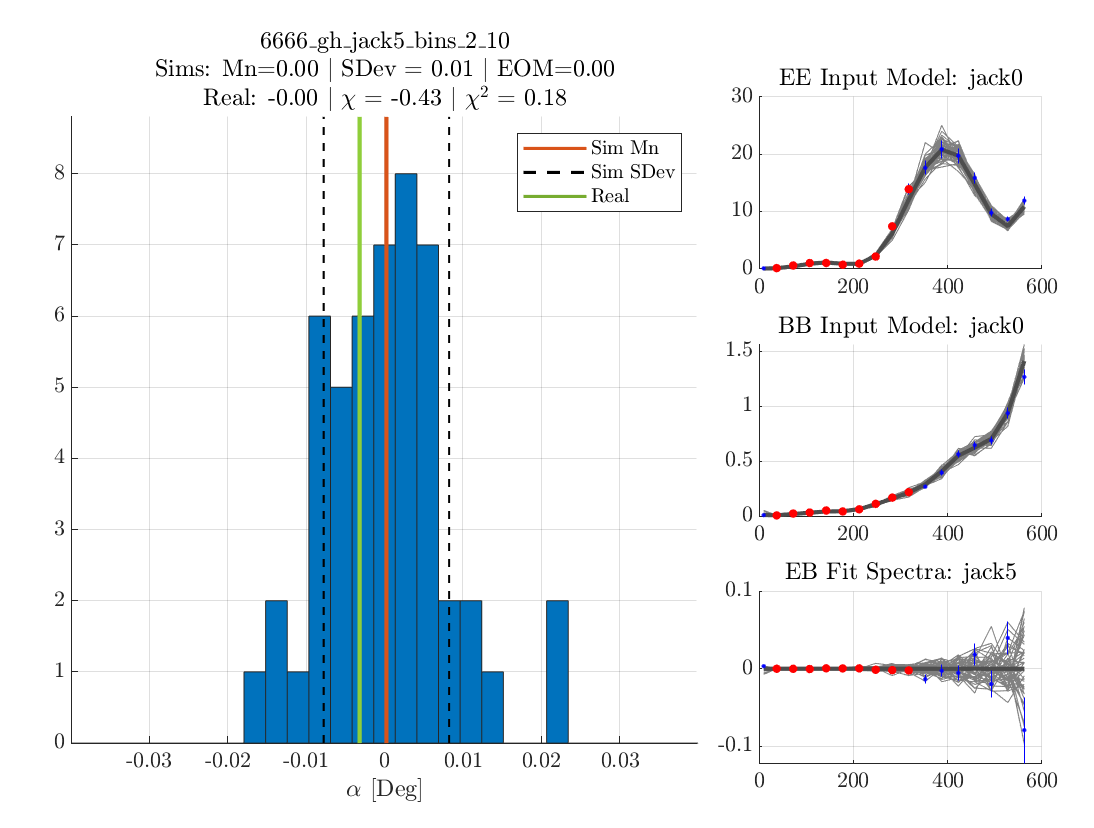 6666_gh_jack5_bins_2_10
Sims: Mn=0.00 | SDev = 0.01 | EOM=0.00
Real: -0.00 | χ = -0.43 | χ² = 0.18
Sim Mn
Sim SDev
Real
8
7
6
5
4
3
2
1
0
-0.03 -0.02 -0.01 0 0.01 0.02 0.03
α [Deg]
EE Input Model: jack0
30
20
10
0
0 200 400 600
BB Input Model: jack0
1.5
1
0.5
0
0 200 400 600
EB Fit Spectra: jack5
0.1
0
-0.1
0 200 400 600